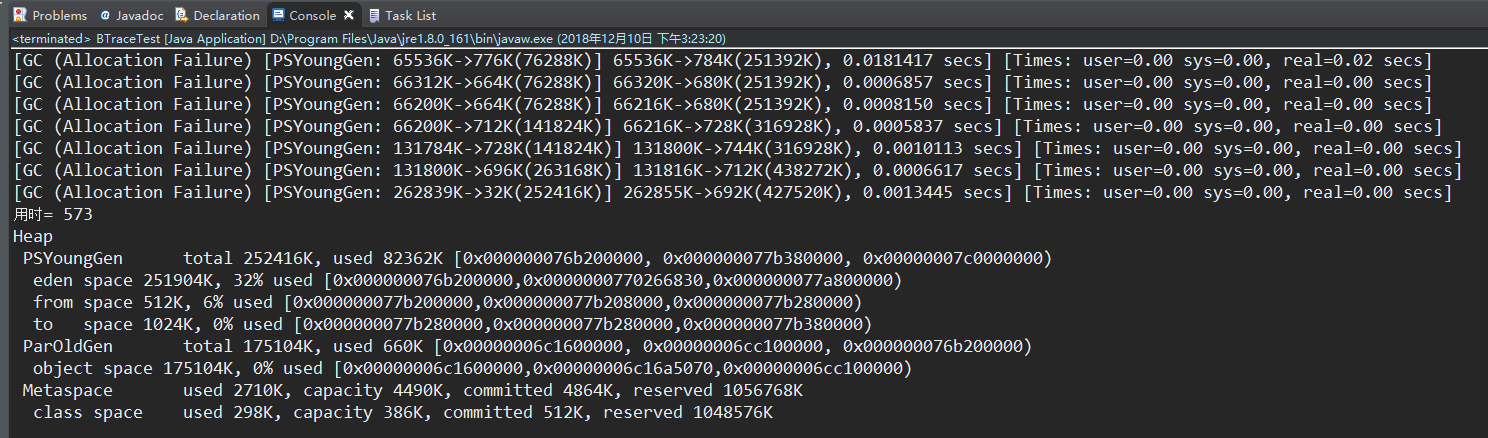 Problems @ Javadoc Declaration Console Task List
<terminated> BTraceTest [Java Application] D:\Program Files\Java\jre1.8.0_161\bin\javaw.exe (2018年12月10日 下午3:23:20)
[GC (Allocation Failure) [PSYoungGen: 65536K->776K(76288K)] 65536K->784K(251392K), 0.0181417 secs] [Times: user=0.00 sys=0.00, real=0.02 secs]
[GC (Allocation Failure) [PSYoungGen: 66312K->664K(76288K)] 66320K->680K(251392K), 0.0006857 secs] [Times: user=0.00 sys=0.00, real=0.00 secs]
[GC (Allocation Failure) [PSYoungGen: 66200K->664K(76288K)] 66216K->680K(251392K), 0.0008150 secs] [Times: user=0.00 sys=0.00, real=0.00 secs]
[GC (Allocation Failure) [PSYoungGen: 66200K->712K(141824K)] 66216K->728K(316928K), 0.0005837 secs] [Times: user=0.00 sys=0.00, real=0.00 secs]
[GC (Allocation Failure) [PSYoungGen: 131784K->728K(141824K)] 131800K->744K(316928K), 0.0010113 secs] [Times: user=0.00 sys=0.00, real=0.00 secs]
[GC (Allocation Failure) [PSYoungGen: 131800K->696K(263168K)] 131816K->712K(438272K), 0.0006617 secs] [Times: user=0.00 sys=0.00, real=0.00 secs]
[GC (Allocation Failure) [PSYoungGen: 262839K->32K(252416K)] 262855K->692K(427520K), 0.0013445 secs] [Times: user=0.00 sys=0.00, real=0.00 secs]
用时= 573
Heap
PSYoungGen total 252416K, used 82362K [0x000000076b200000, 0x000000077b380000, 0x00000007c0000000)
eden space 251904K, 32% used [0x000000076b200000,0x0000000770266830,0x000000077a800000)
from space 512K, 6% used [0x000000077b200000,0x000000077b208000,0x000000077b280000)
to space 1024K, 0% used [0x000000077b280000,0x000000077b280000,0x000000077b380000)
ParOldGen total 175104K, used 660K [0x00000006c1600000, 0x00000006cc100000, 0x000000076b200000)
object space 175104K, 0% used [0x00000006c1600000,0x00000006c16a5070,0x00000006cc100000)
Metaspace used 2710K, capacity 4490K, committed 4864K, reserved 1056768K
class space used 298K, capacity 386K, committed 512K, reserved 1048576K